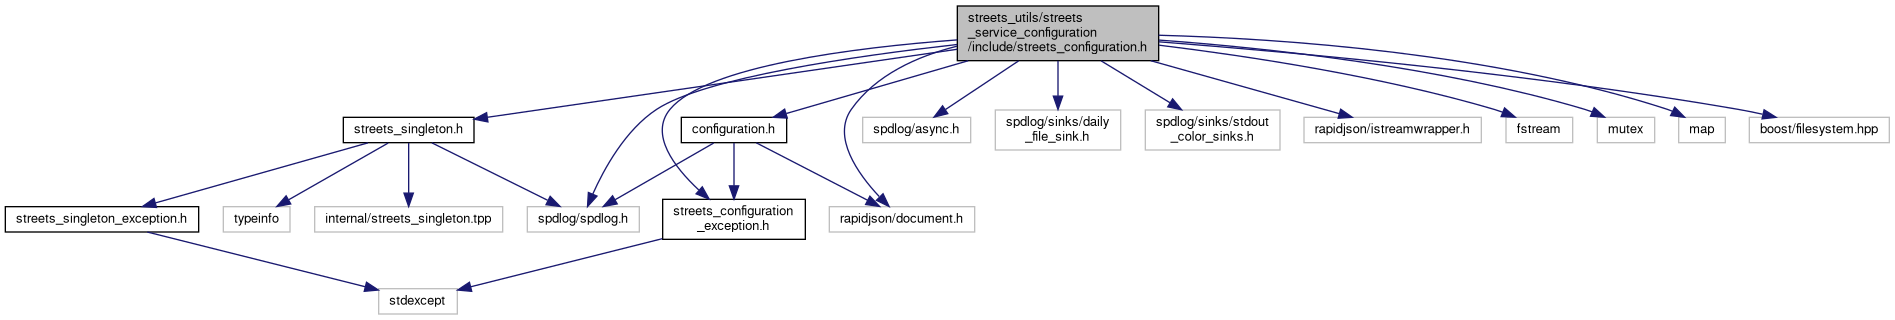 streets_utils/streets
_service_configuration
/include/streets_configuration.h
streets_singleton.h
configuration.h
spdlog/async.h
spdlog/sinks/daily
_file_sink.h
spdlog/sinks/stdout
_color_sinks.h
rapidjson/istreamwrapper.h
fstream
mutex
map
boost/filesystem.hpp
streets_singleton_exception.h
typeinfo
internal/streets_singleton.tpp
spdlog/spdlog.h
streets_configuration
_exception.h
rapidjson/document.h
stdexcept